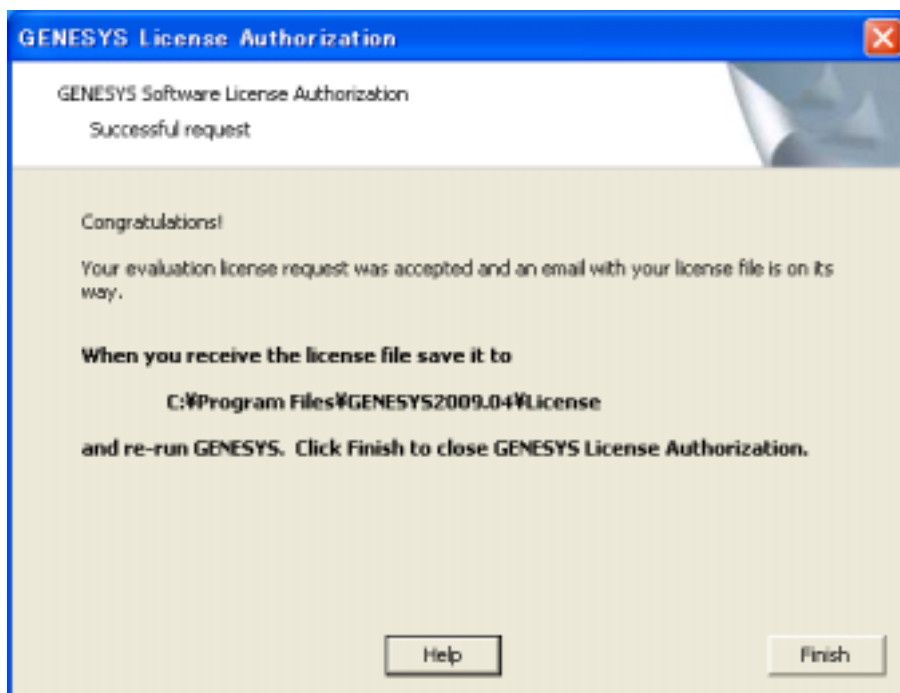 GENESYS License Authorization
GENESYS Software License Authorization
Successful request
Congratulations!
Your evaluation license request was accepted and an email with your license file is on its
way.
When you receive the license file save it to
C:¥Program Files¥GENESYS2009.04¥License
and re-run GENESYS. Click Finish to close GENESYS License Authorization.
Help
Finish